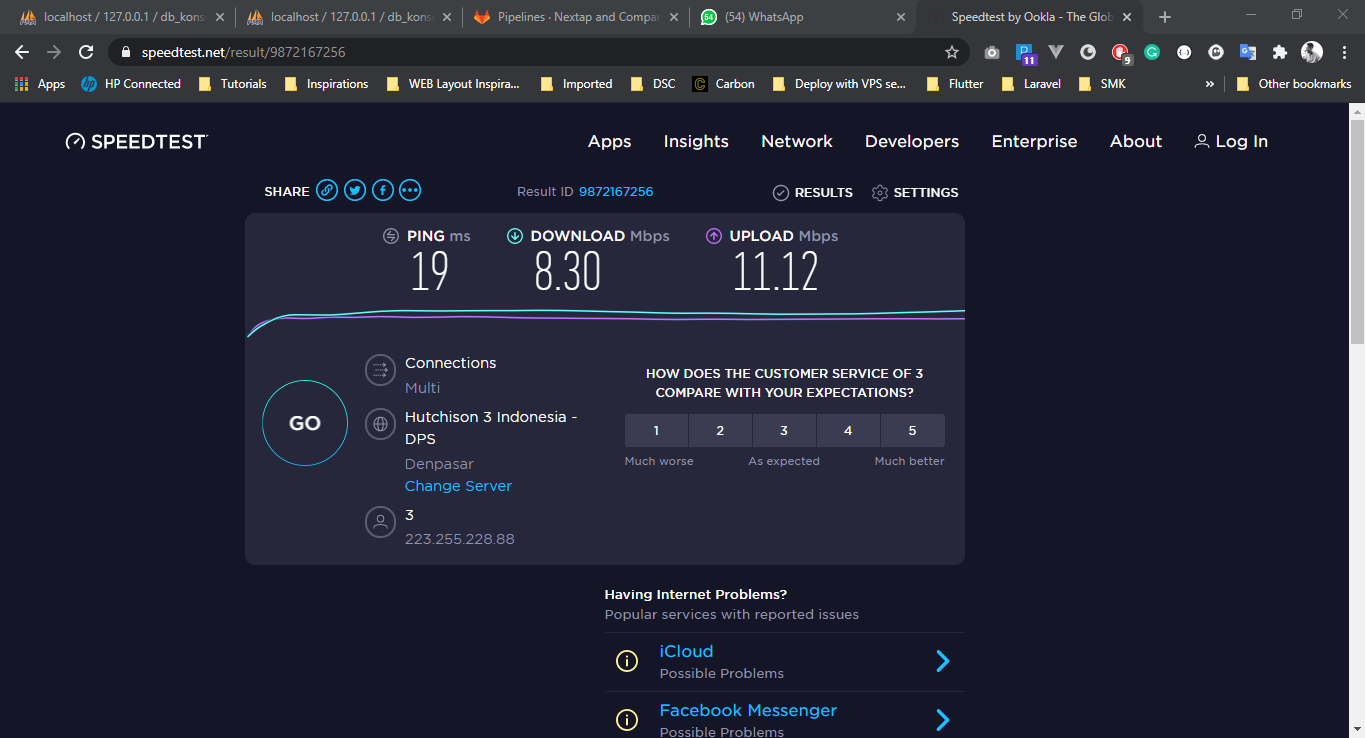 localhost / 127.0.0.1 / db_kons
localhost / 127.0.0.1 / db_kons
Pipelines · Nextap and Compa
(54) WhatsApp
Speedtest by Ookla - The Glob
speedtest.net/result/9872167256
11
9
Apps
HP Connected
Tutorials
Inspirations
WEB Layout Inspira...
Imported
DSC
Carbon
Deploy with VPS se...
Flutter
Laravel
SMK
»
Other bookmarks
SPEEDTEST
Apps
Insights
Network
Developers
Enterprise
About
Log In
SHARE
Result ID 9872167256
RESULTS
SETTINGS
PING ms
DOWNLOAD Mbps
UPLOAD Mbps
19
8.30
11.12
GO
Connections
Multi
Hutchison 3 Indonesia -
DPS
Denpasar
Change Server
3
223.255.228.88
HOW DOES THE CUSTOMER SERVICE OF 3
COMPARE WITH YOUR EXPECTATIONS?
1 2 3 4 5
Much worse As expected Much better
Having Internet Problems?
Popular services with reported issues
iCloud
Possible Problems
Facebook Messenger
Possible Problems